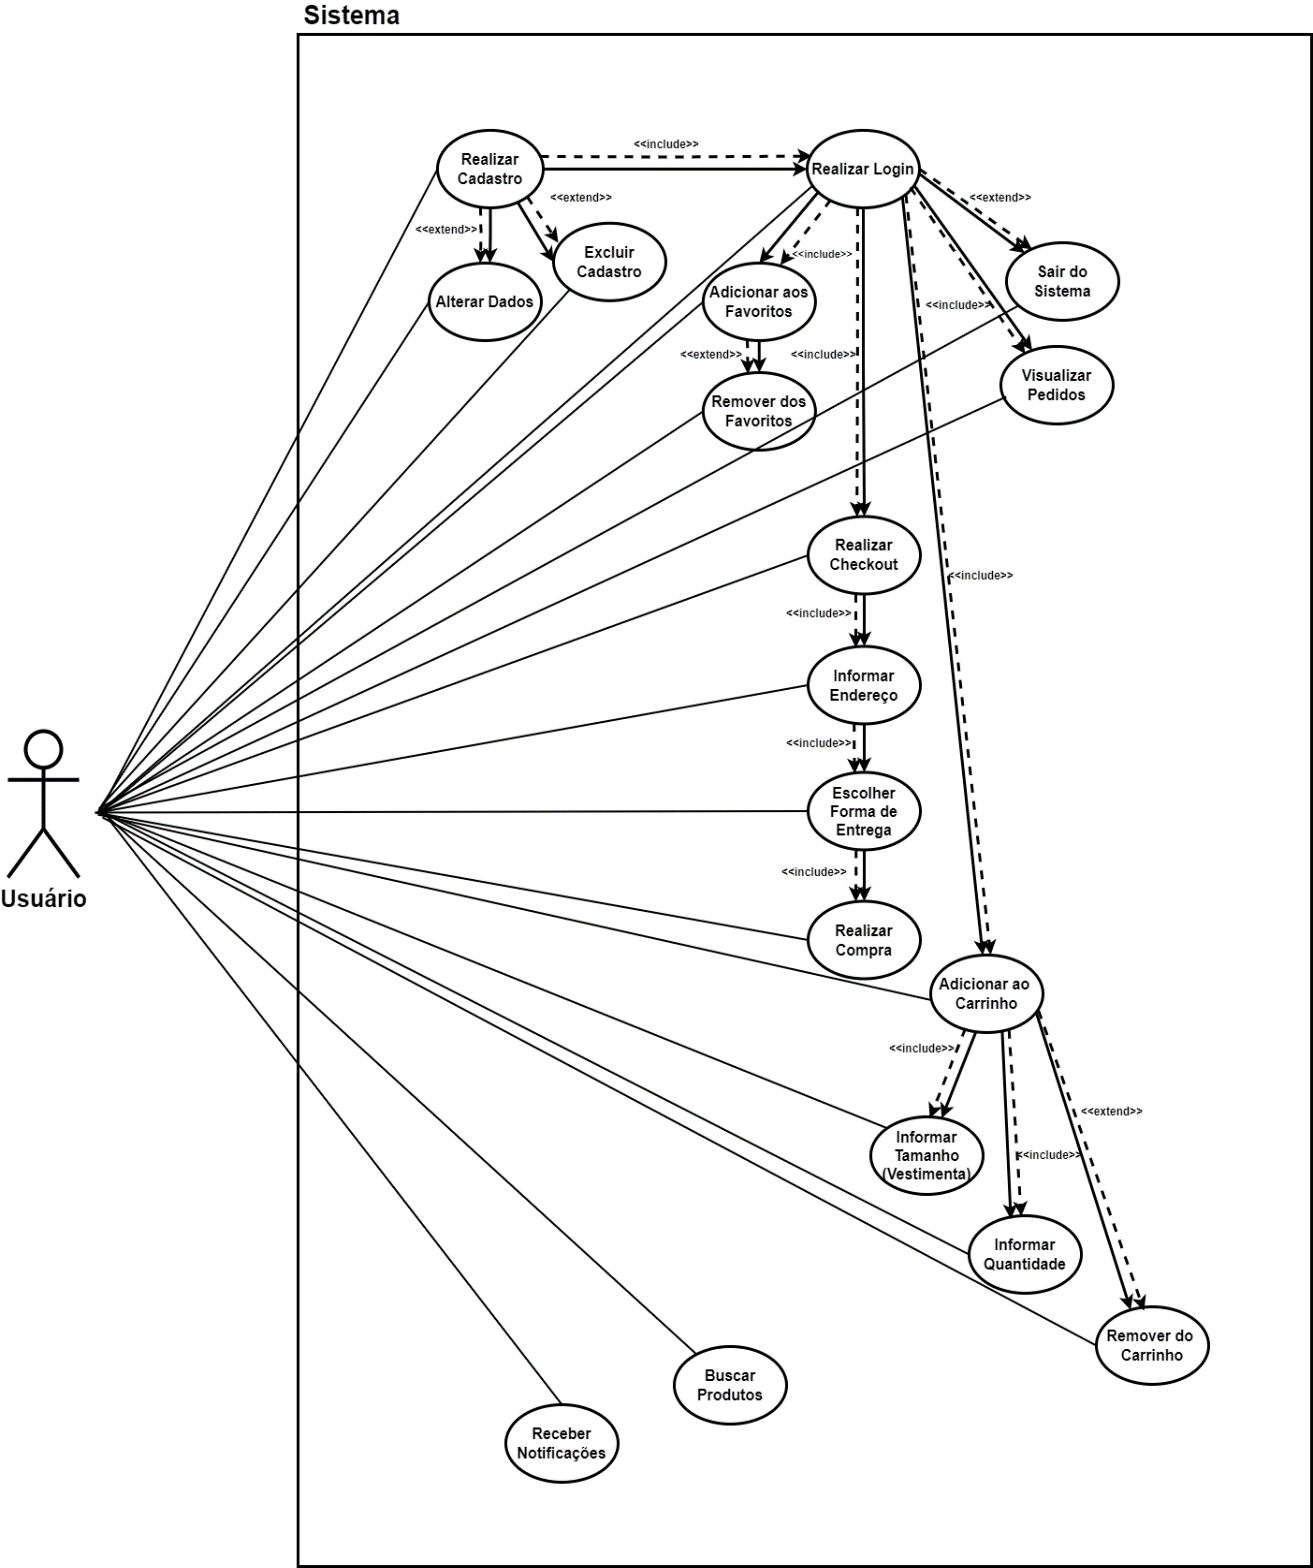 Sistema
Realizar
Cadastro
<<include>>
Realizar Login
<<extend>>
<<extend>>
<<extend>>
Excluir
Cadastro
Alterar Dados
<<include>>
Adicionar aos
Favoritos
Sair do
Sistema
<<include>>
<<extend>>
<<include>>
Remover dos
Favoritos
Visualizar
Pedidos
Realizar
Checkout
<<include>>
<<include>>
Informar
Endereço
<<include>>
Escolher
Forma de
Entrega
<<include>>
Usuário
Realizar
Compra
Adicionar ao
Carrinho
<<include>>
<<extend>>
Informar
Tamanho
(Vestimenta)
<<include>>
Informar
Quantidade
Remover do
Carrinho
Buscar
Produtos
Receber
Notificações